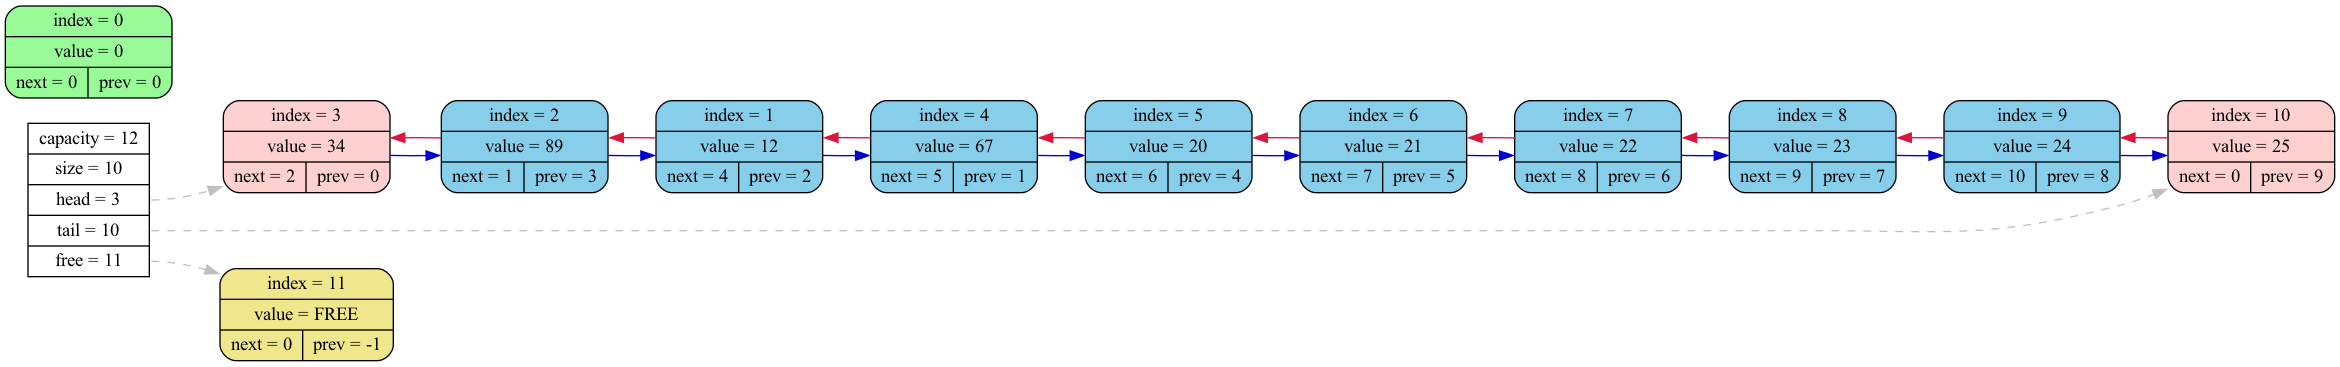 index = 0
value = 0
next = 0 prev = 0
capacity = 12
size = 10
head = 3
tail = 10
free = 11
index = 3
value = 34
next = 2 prev = 0
index = 2
value = 89
next = 1 prev = 3
index = 1
value = 12
next = 4 prev = 2
index = 4
value = 67
next = 5 prev = 1
index = 5
value = 20
next = 6 prev = 4
index = 6
value = 21
next = 7 prev = 5
index = 7
value = 22
next = 8 prev = 6
index = 8
value = 23
next = 9 prev = 7
index = 9
value = 24
next = 10 prev = 8
index = 10
value = 25
next = 0 prev = 9
index = 11
value = FREE
next = 0 prev = -1